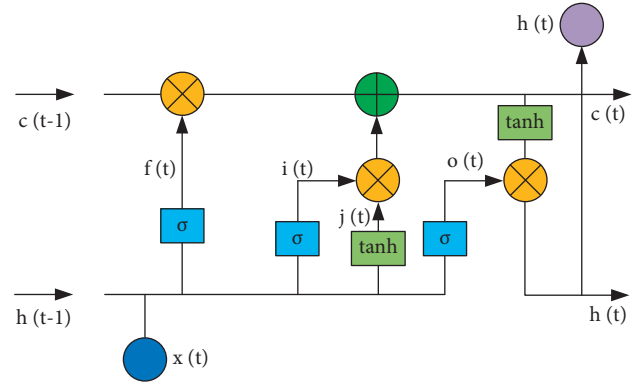 h (t)
c (t-1)
c (t)
tanh
f (t)
i (t)
o (t)
j (t)
σ
σ
σ
tanh
h (t-1)
h (t)
x (t)